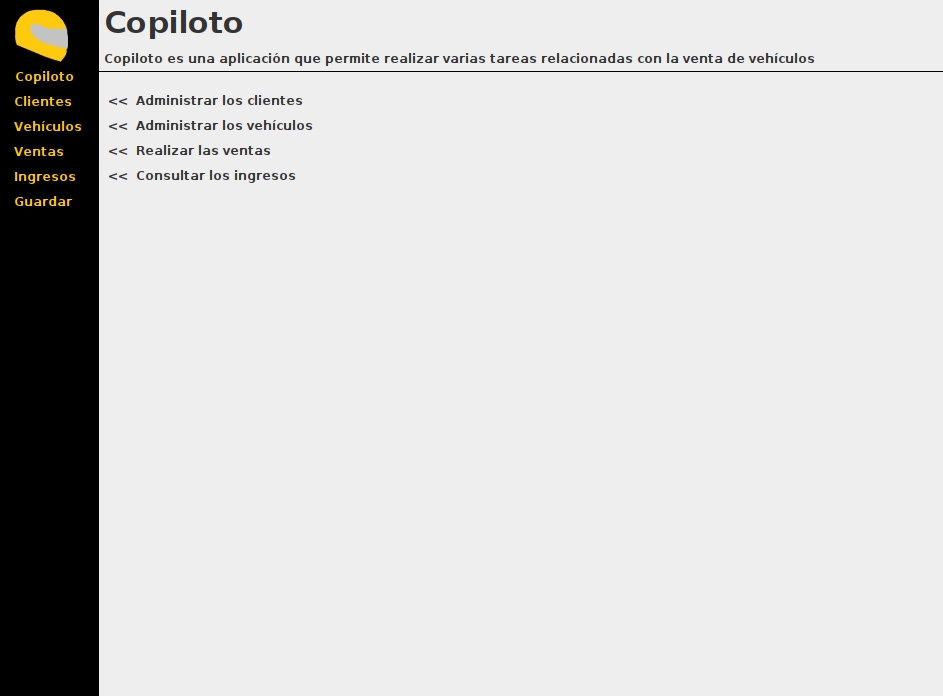 Copiloto
Clientes
Vehículos
Ventas
Ingresos
Guardar
Copiloto
Copiloto es una aplicación que permite realizar varias tareas relacionadas con la venta de vehículos
<< Administrar los clientes
<< Administrar los vehículos
<< Realizar las ventas
<< Consultar los ingresos